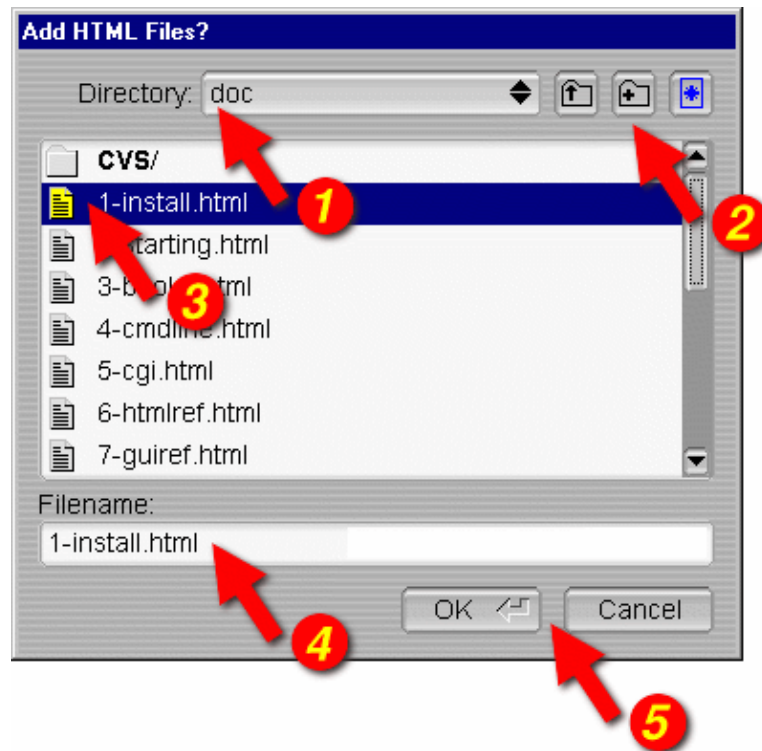 Add HTML Files?
Directory: doc
CVS/
1-install.html
1
2
starting.html
3
3-b
4-cmdline.html
5-cgi.html
6-htmlref.html
7-guiref.html
Filename:
1-install.html
4
OK Cancel
5